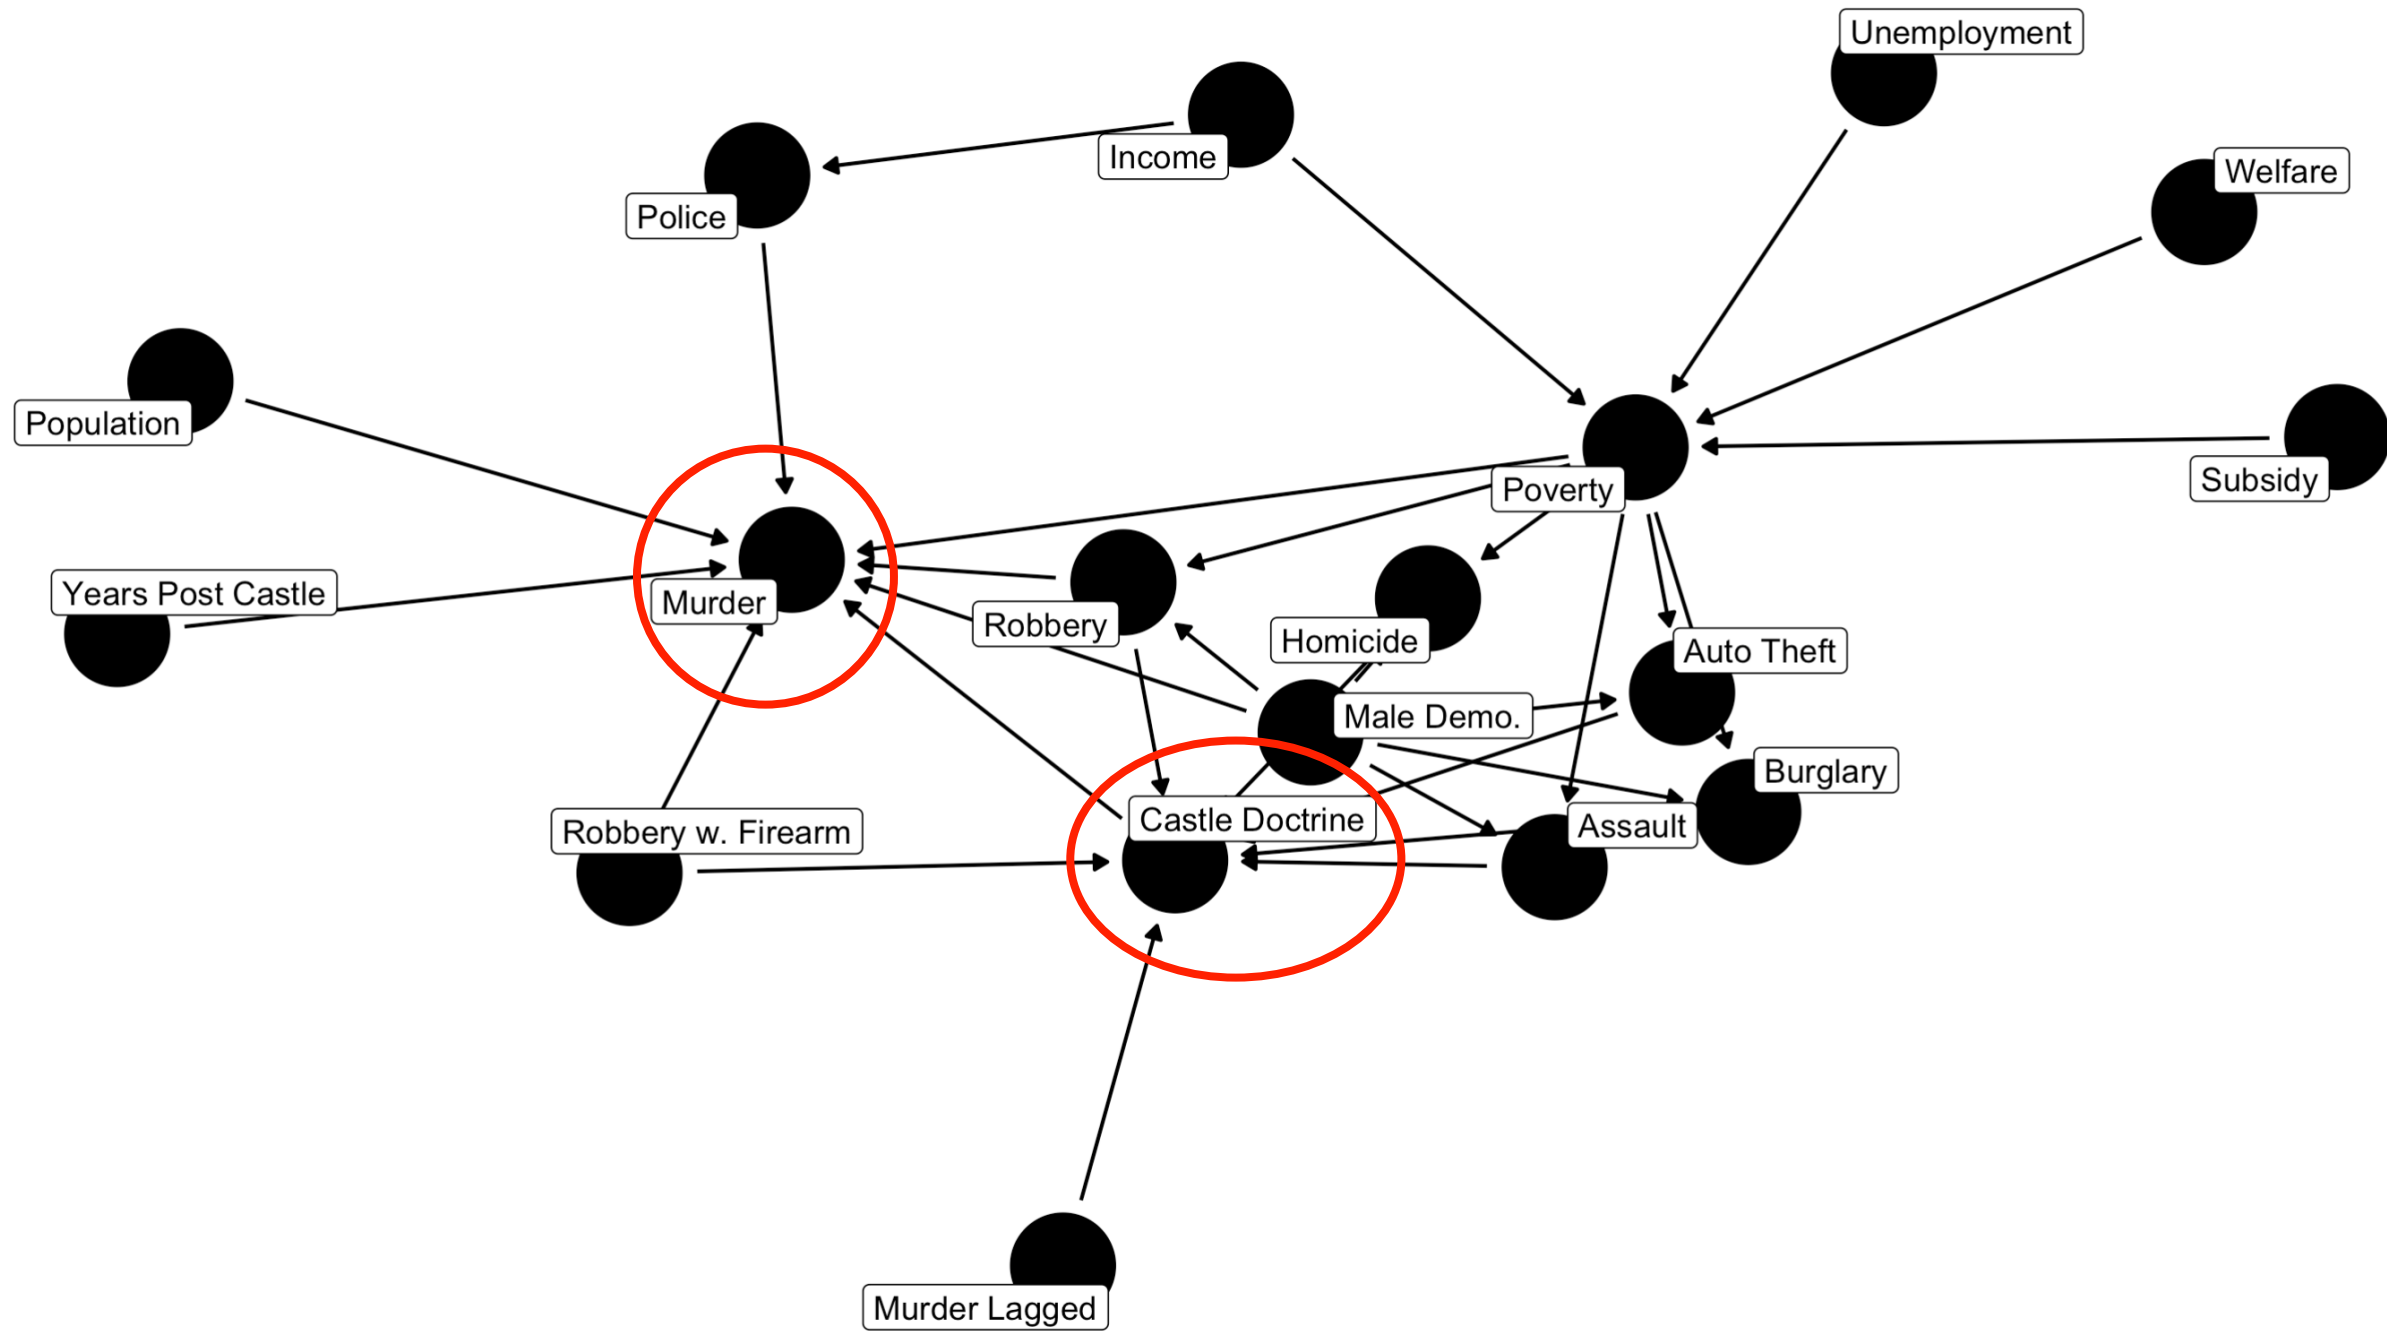 Unemployment
Income
Welfare
Police
Population
Subsidy
Poverty
Years Post Castle
Murder
Robbery
Homicide
Auto Theft
Male Demo.
Burglary
Castle Doctrine
Assault
Robbery w. Firearm
Murder Lagged